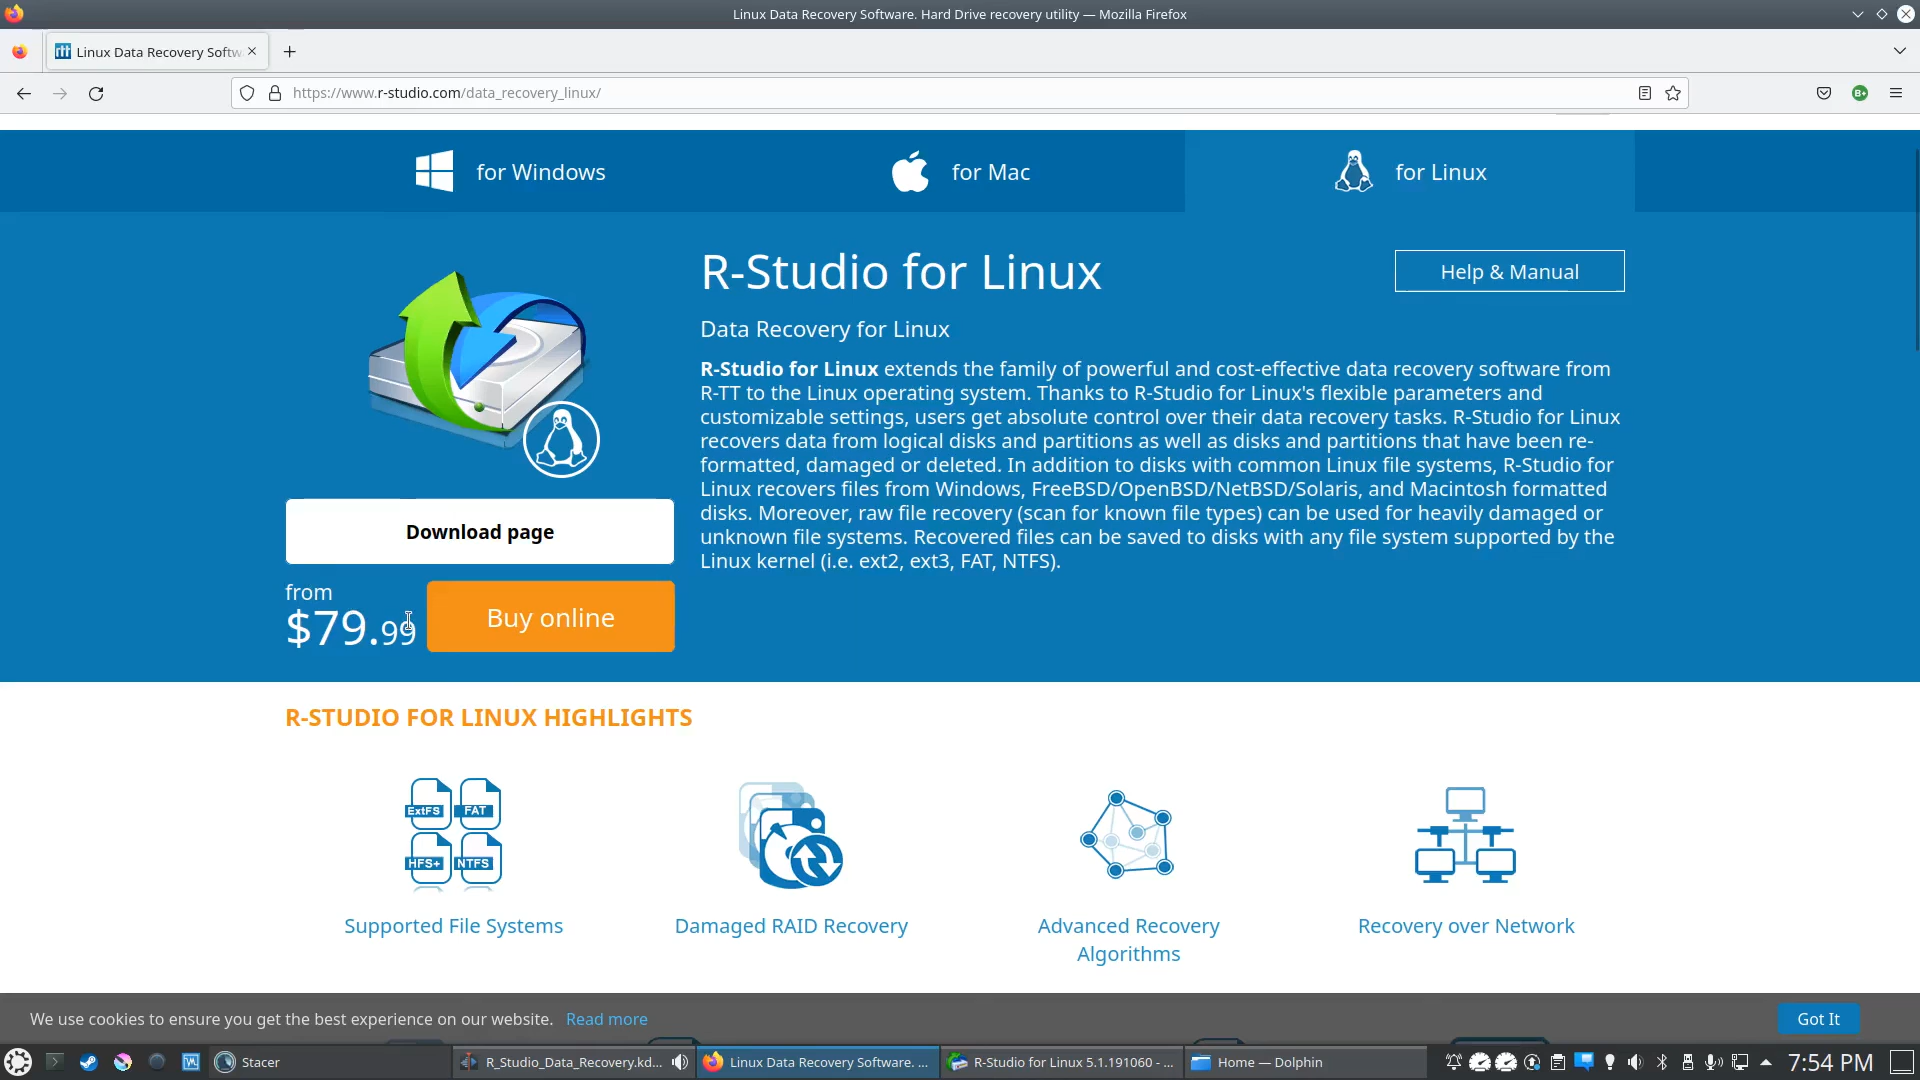 Linux Data Recovery Software. Hard Drive recovery utility — Mozilla Firefox
Linux Data Recovery Softw
https://www.r-studio.com/data_recovery_linux/
for Windows
for Mac
for Linux
R-Studio for Linux
Help & Manual
Data Recovery for Linux
R-Studio for Linux extends the family of powerful and cost-effective data recovery software from
R-TT to the Linux operating system. Thanks to R-Studio for Linux's flexible parameters and
customizable settings, users get absolute control over their data recovery tasks. R-Studio for Linux
recovers data from logical disks and partitions as well as disks and partitions that have been re-
formatted, damaged or deleted. In addition to disks with common Linux file systems, R-Studio for
Linux recovers files from Windows, FreeBSD/OpenBSD/NetBSD/Solaris, and Macintosh formatted
disks. Moreover, raw file recovery (scan for known file types) can be used for heavily damaged or
unknown file systems. Recovered files can be saved to disks with any file system supported by the
Linux kernel (i.e. ext2, ext3, FAT, NTFS).
Download page
from
$79.99
Buy online
R-STUDIO FOR LINUX HIGHLIGHTS
ExtFS
FAT
HFS+
NTFS
Supported File Systems
Damaged RAID Recovery
Advanced Recovery
Algorithms
Recovery over Network
We use cookies to ensure you get the best experience on our website. Read more
Got It
Stacer
R_Studio_Data_Recovery.kd...
Linux Data Recovery Software. ...
R-Studio for Linux 5.1.191060 - ...
Home — Dolphin
7:54 PM